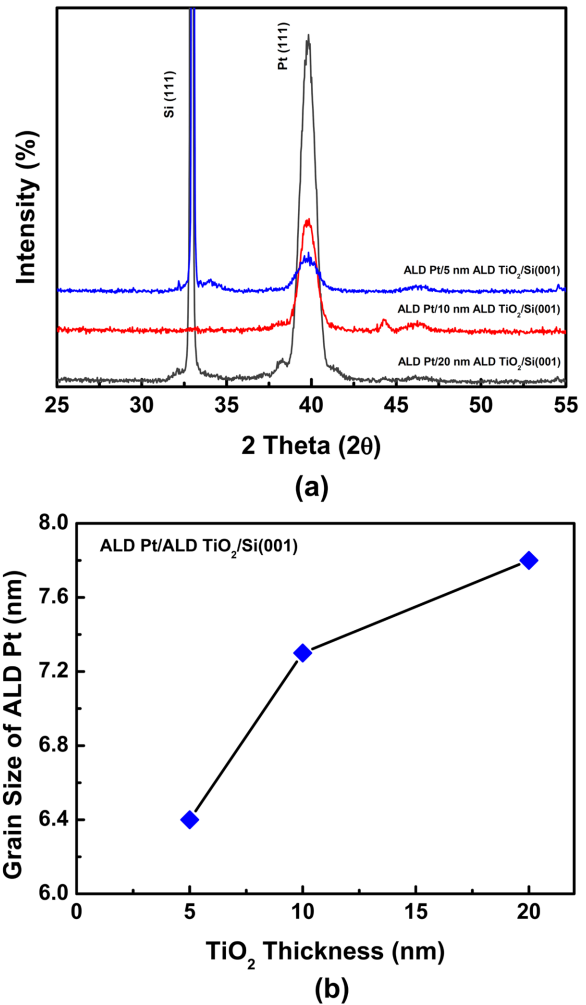 Intensity (%)
Si (111)
Pt (111)
ALD Pt/5 nm ALD TiO2/Si(001)
ALD Pt/10 nm ALD TiO2/Si(001)
ALD Pt/20 nm ALD TiO2/Si(001)
25 30 35 40 45 50 55
2 Theta (2θ)
(a)
Grain Size of ALD Pt (nm)
8.0
ALD Pt/ALD TiO2/Si(001)
7.6
7.2
6.8
6.4
6.0
0 5 10 15 20
TiO2 Thickness (nm)
(b)